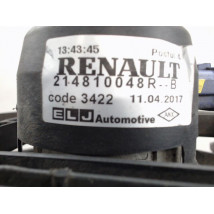 13:43:45
RENAULT
214810048R--B
code 3422 11.04.2017
ELJ Automotive